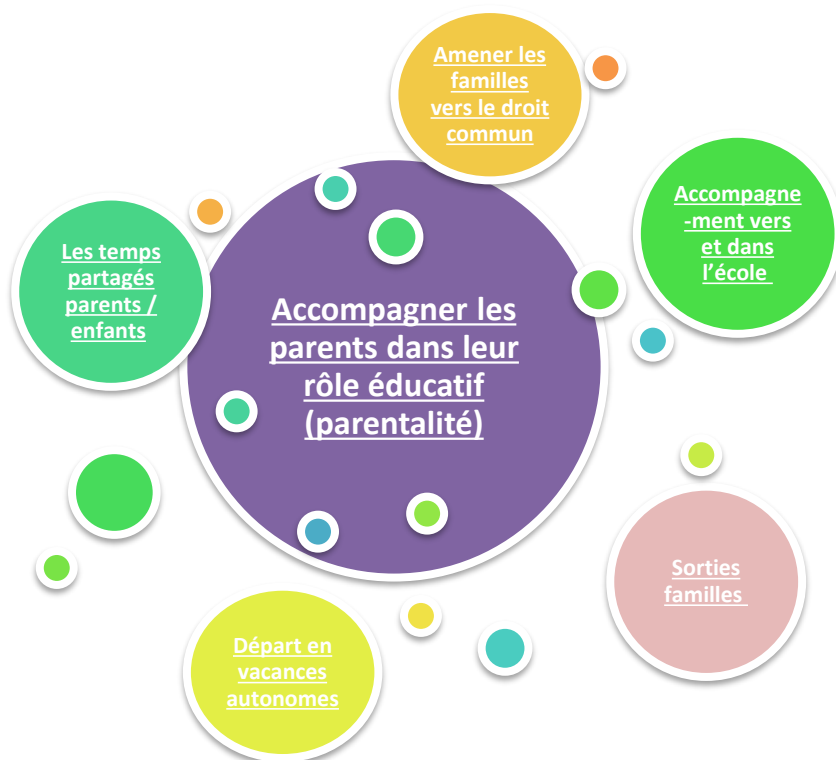 Amener les
familles
vers le droit
commun
Accompagne
-ment vers
et dans
l'école
Les temps
partagés
parents /
enfants
Accompagner les
parents dans leur
rôle éducatif
(parentalité)
Sorties
familles
Départ en
vacances
autonomes